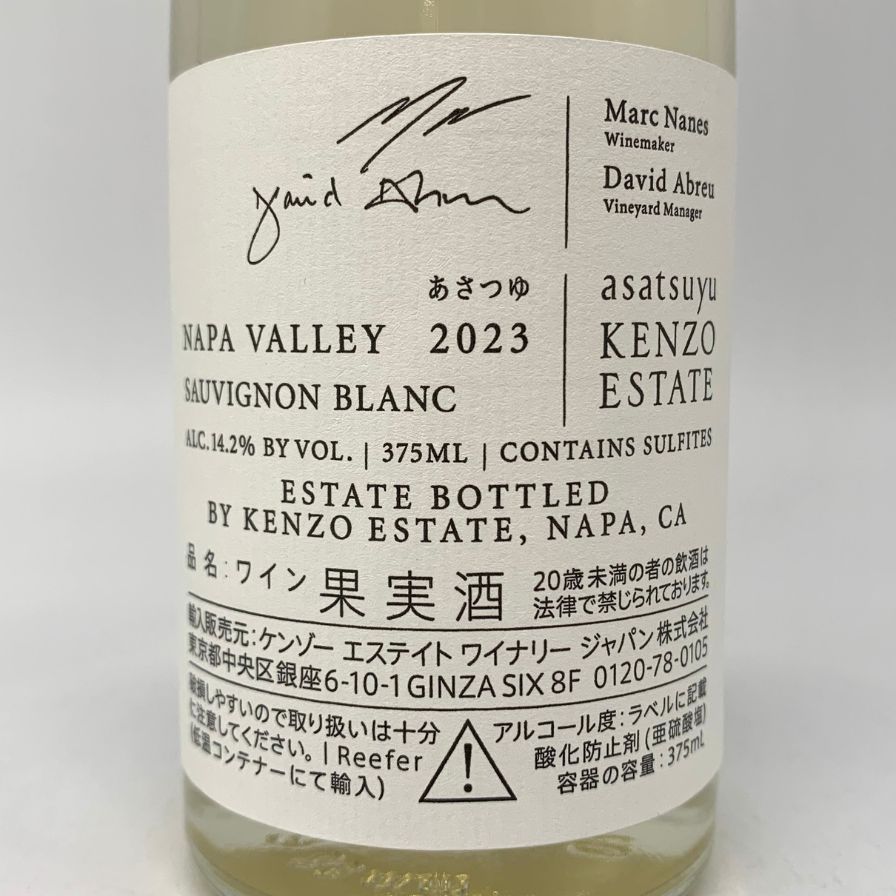 Marc Nanes
Winemaker
David Abreu
Vineyard Manager
David Abreu
あさつゆ
NAPA VALLEY 2023
SAUVIGNON BLANC
asatsuyu
KENZO
ESTATE
ALC.14.2% BY VOL. | 375ML | CONTAINS SULFITES
ESTATE BOTTLED
BY KENZO ESTATE, NAPA, CA
品名:ワイン 果実酒
20歳未満の者の飲酒は
法律で禁じられております。
輸入販売元:ケンゾー エステイト ワイナリー ジャパン株式会社
東京都中央区銀座6-10-1 GINZA SIX 8F 0120-78-0105
破損しやすいので取り扱いは十分
に注意してください。| Reefer
(低温コンテナーにて輸入)
アルコール度:ラベルに記載
酸化防止剤(亜硫酸塩)
容器の容量:375mL